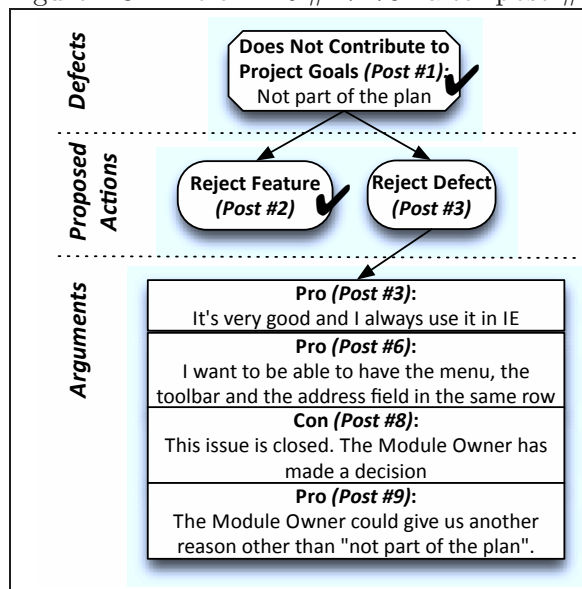 Figure
Defects
Does Not Contribute to
Project Goals (Post #1):
Not part of the plan
Proposed
Actions
Reject Feature
(Post #2)
Reject Defect
(Post #3)
Arguments
Pro (Post #3):
It's very good and I always use it in IE
Pro (Post #6):
I want to be able to have the menu, the
toolbar and the address field in the same row
Con (Post #8):
This issue is closed. The Module Owner has
made a decision
Pro (Post #9):
The Module Owner could give us another
reason other than "not part of the plan".